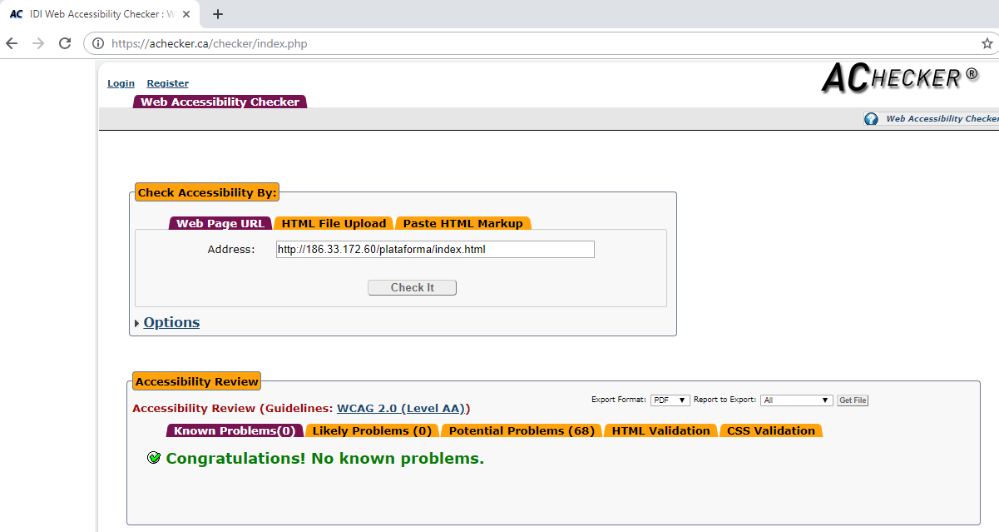 AC IDI Web Accessibility Checker : W
https://achecker.ca/checker/index.php
Login Register
ACHECKER ®
Web Accessibility Checker
Web Accessibility Checker
Check Accessibility By:
Web Page URL HTML File Upload Paste HTML Markup
Address: http://186.33.172.60/plataforma/index.html
Check It
Options
Accessibility Review
Export Format: PDF Report to Export: All Get File
Accessibility Review (Guidelines: WCAG 2.0 (Level AA))
Known Problems(0) Likely Problems (0) Potential Problems (68) HTML Validation CSS Validation
Congratulations! No known problems.